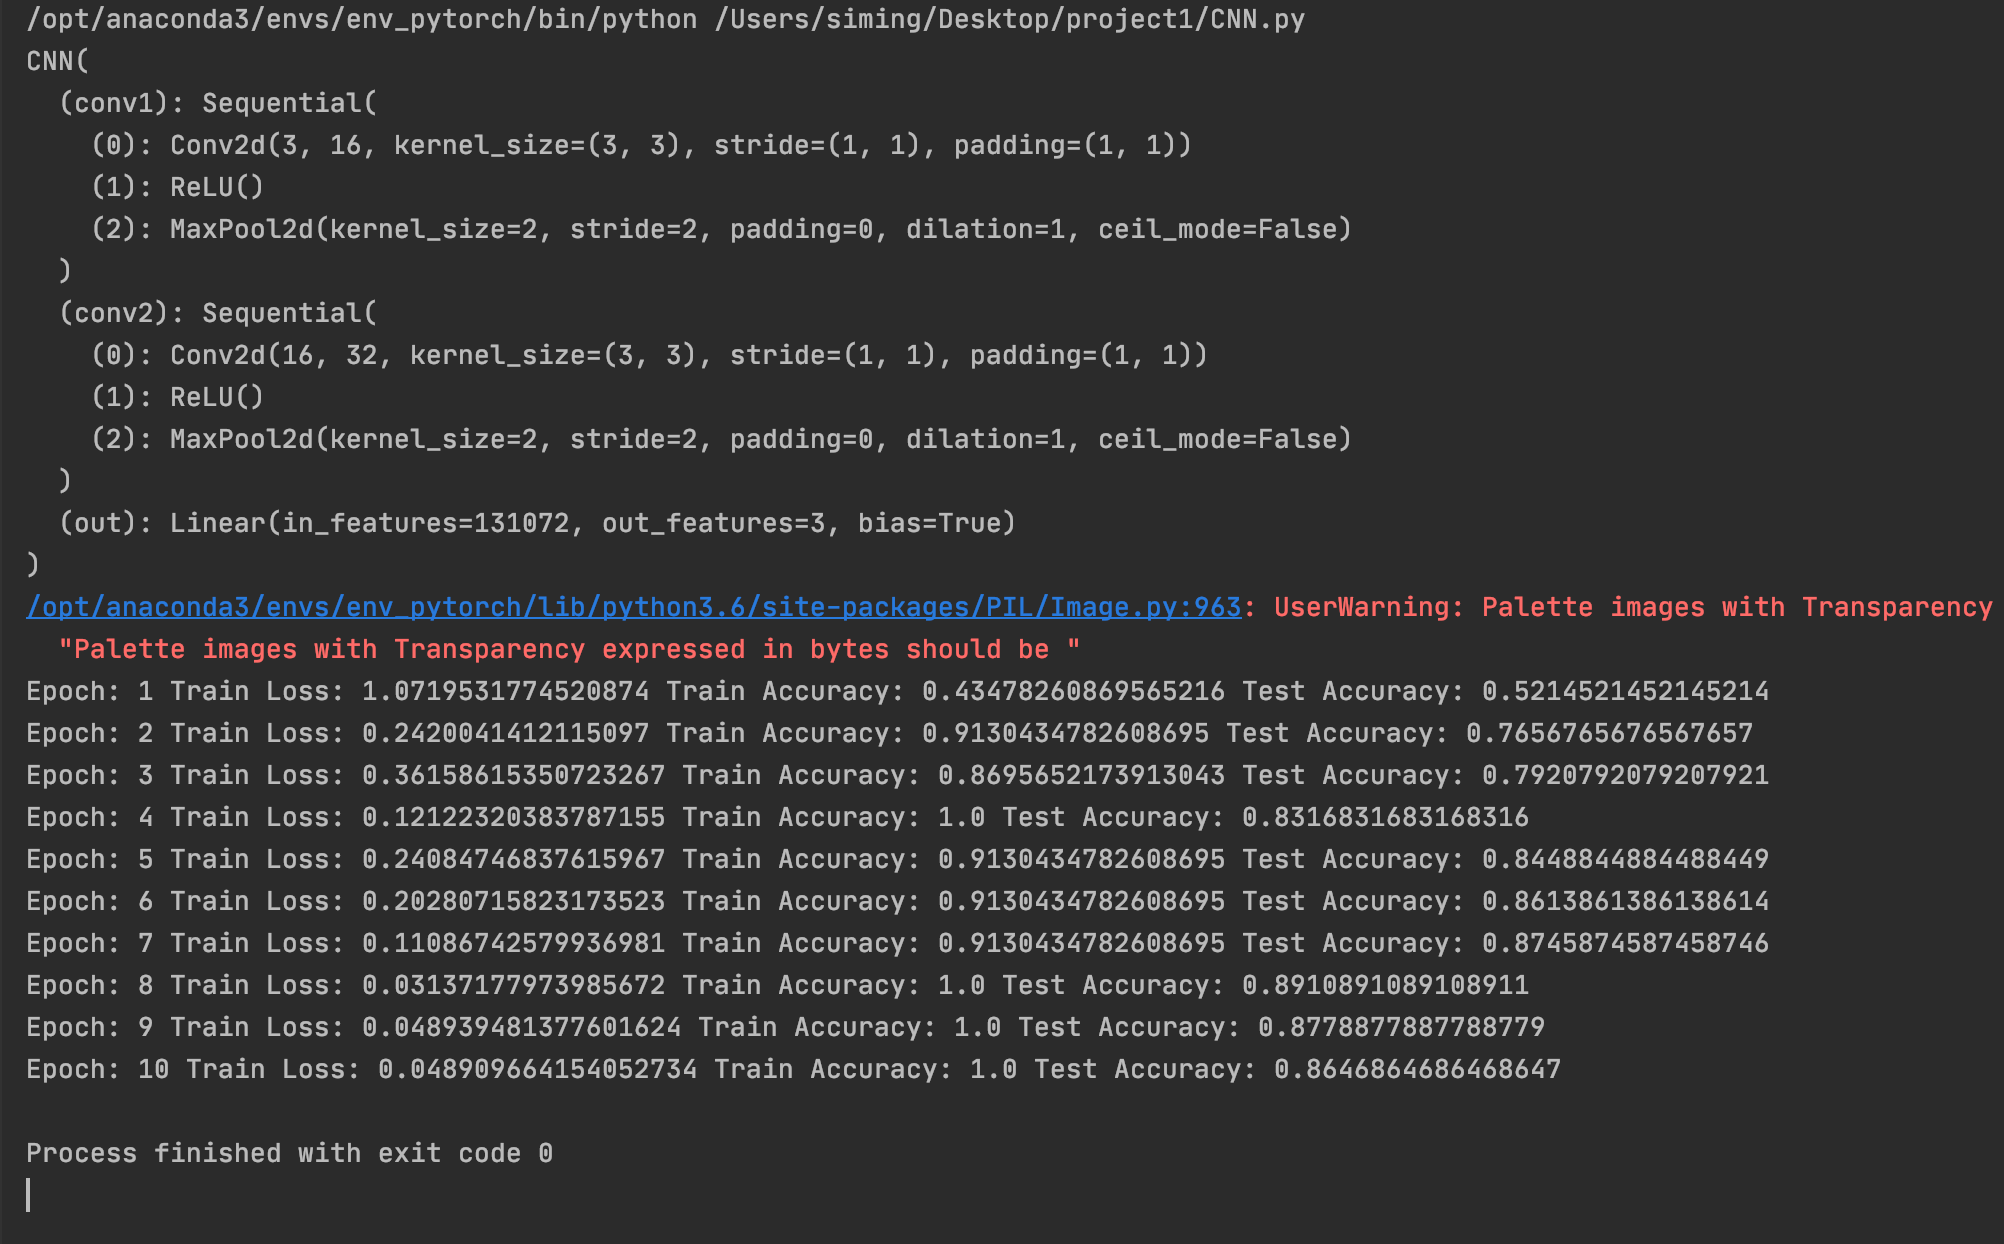 /opt/anaconda3/envs/env_pytorch/bin/python /Users/siming/Desktop/project1/CNN.py
CNN(
  (conv1): Sequential(
    (0): Conv2d(3, 16, kernel_size=(3, 3), stride=(1, 1), padding=(1, 1))
    (1): ReLU()
    (2): MaxPool2d(kernel_size=2, stride=2, padding=0, dilation=1, ceil_mode=False)
  )
  (conv2): Sequential(
    (0): Conv2d(16, 32, kernel_size=(3, 3), stride=(1, 1), padding=(1, 1))
    (1): ReLU()
    (2): MaxPool2d(kernel_size=2, stride=2, padding=0, dilation=1, ceil_mode=False)
  )
  (out): Linear(in_features=131072, out_features=3, bias=True)
)
/opt/anaconda3/envs/env_pytorch/lib/python3.6/site-packages/PIL/Image.py:963: UserWarning: Palette images with Transparency
  "Palette images with Transparency expressed in bytes should be "
Epoch: 1 Train Loss: 1.0719531774520874 Train Accuracy: 0.43478260869565216 Test Accuracy: 0.5214521452145214
Epoch: 2 Train Loss: 0.2420041412115097 Train Accuracy: 0.9130434782608695 Test Accuracy: 0.7656765676567657
Epoch: 3 Train Loss: 0.36158615350723267 Train Accuracy: 0.8695652173913043 Test Accuracy: 0.7920792079207921
Epoch: 4 Train Loss: 0.12122320383787155 Train Accuracy: 1.0 Test Accuracy: 0.8316831683168316
Epoch: 5 Train Loss: 0.24084746837615967 Train Accuracy: 0.9130434782608695 Test Accuracy: 0.8448844884488449
Epoch: 6 Train Loss: 0.20280715823173523 Train Accuracy: 0.9130434782608695 Test Accuracy: 0.8613861386138614
Epoch: 7 Train Loss: 0.11086742579936981 Train Accuracy: 0.9130434782608695 Test Accuracy: 0.8745874587458746
Epoch: 8 Train Loss: 0.03137177973985672 Train Accuracy: 1.0 Test Accuracy: 0.8910891089108911
Epoch: 9 Train Loss: 0.048939481377601624 Train Accuracy: 1.0 Test Accuracy: 0.8778877887788779
Epoch: 10 Train Loss: 0.048909664154052734 Train Accuracy: 1.0 Test Accuracy: 0.8646864686468647
Process finished with exit code 0